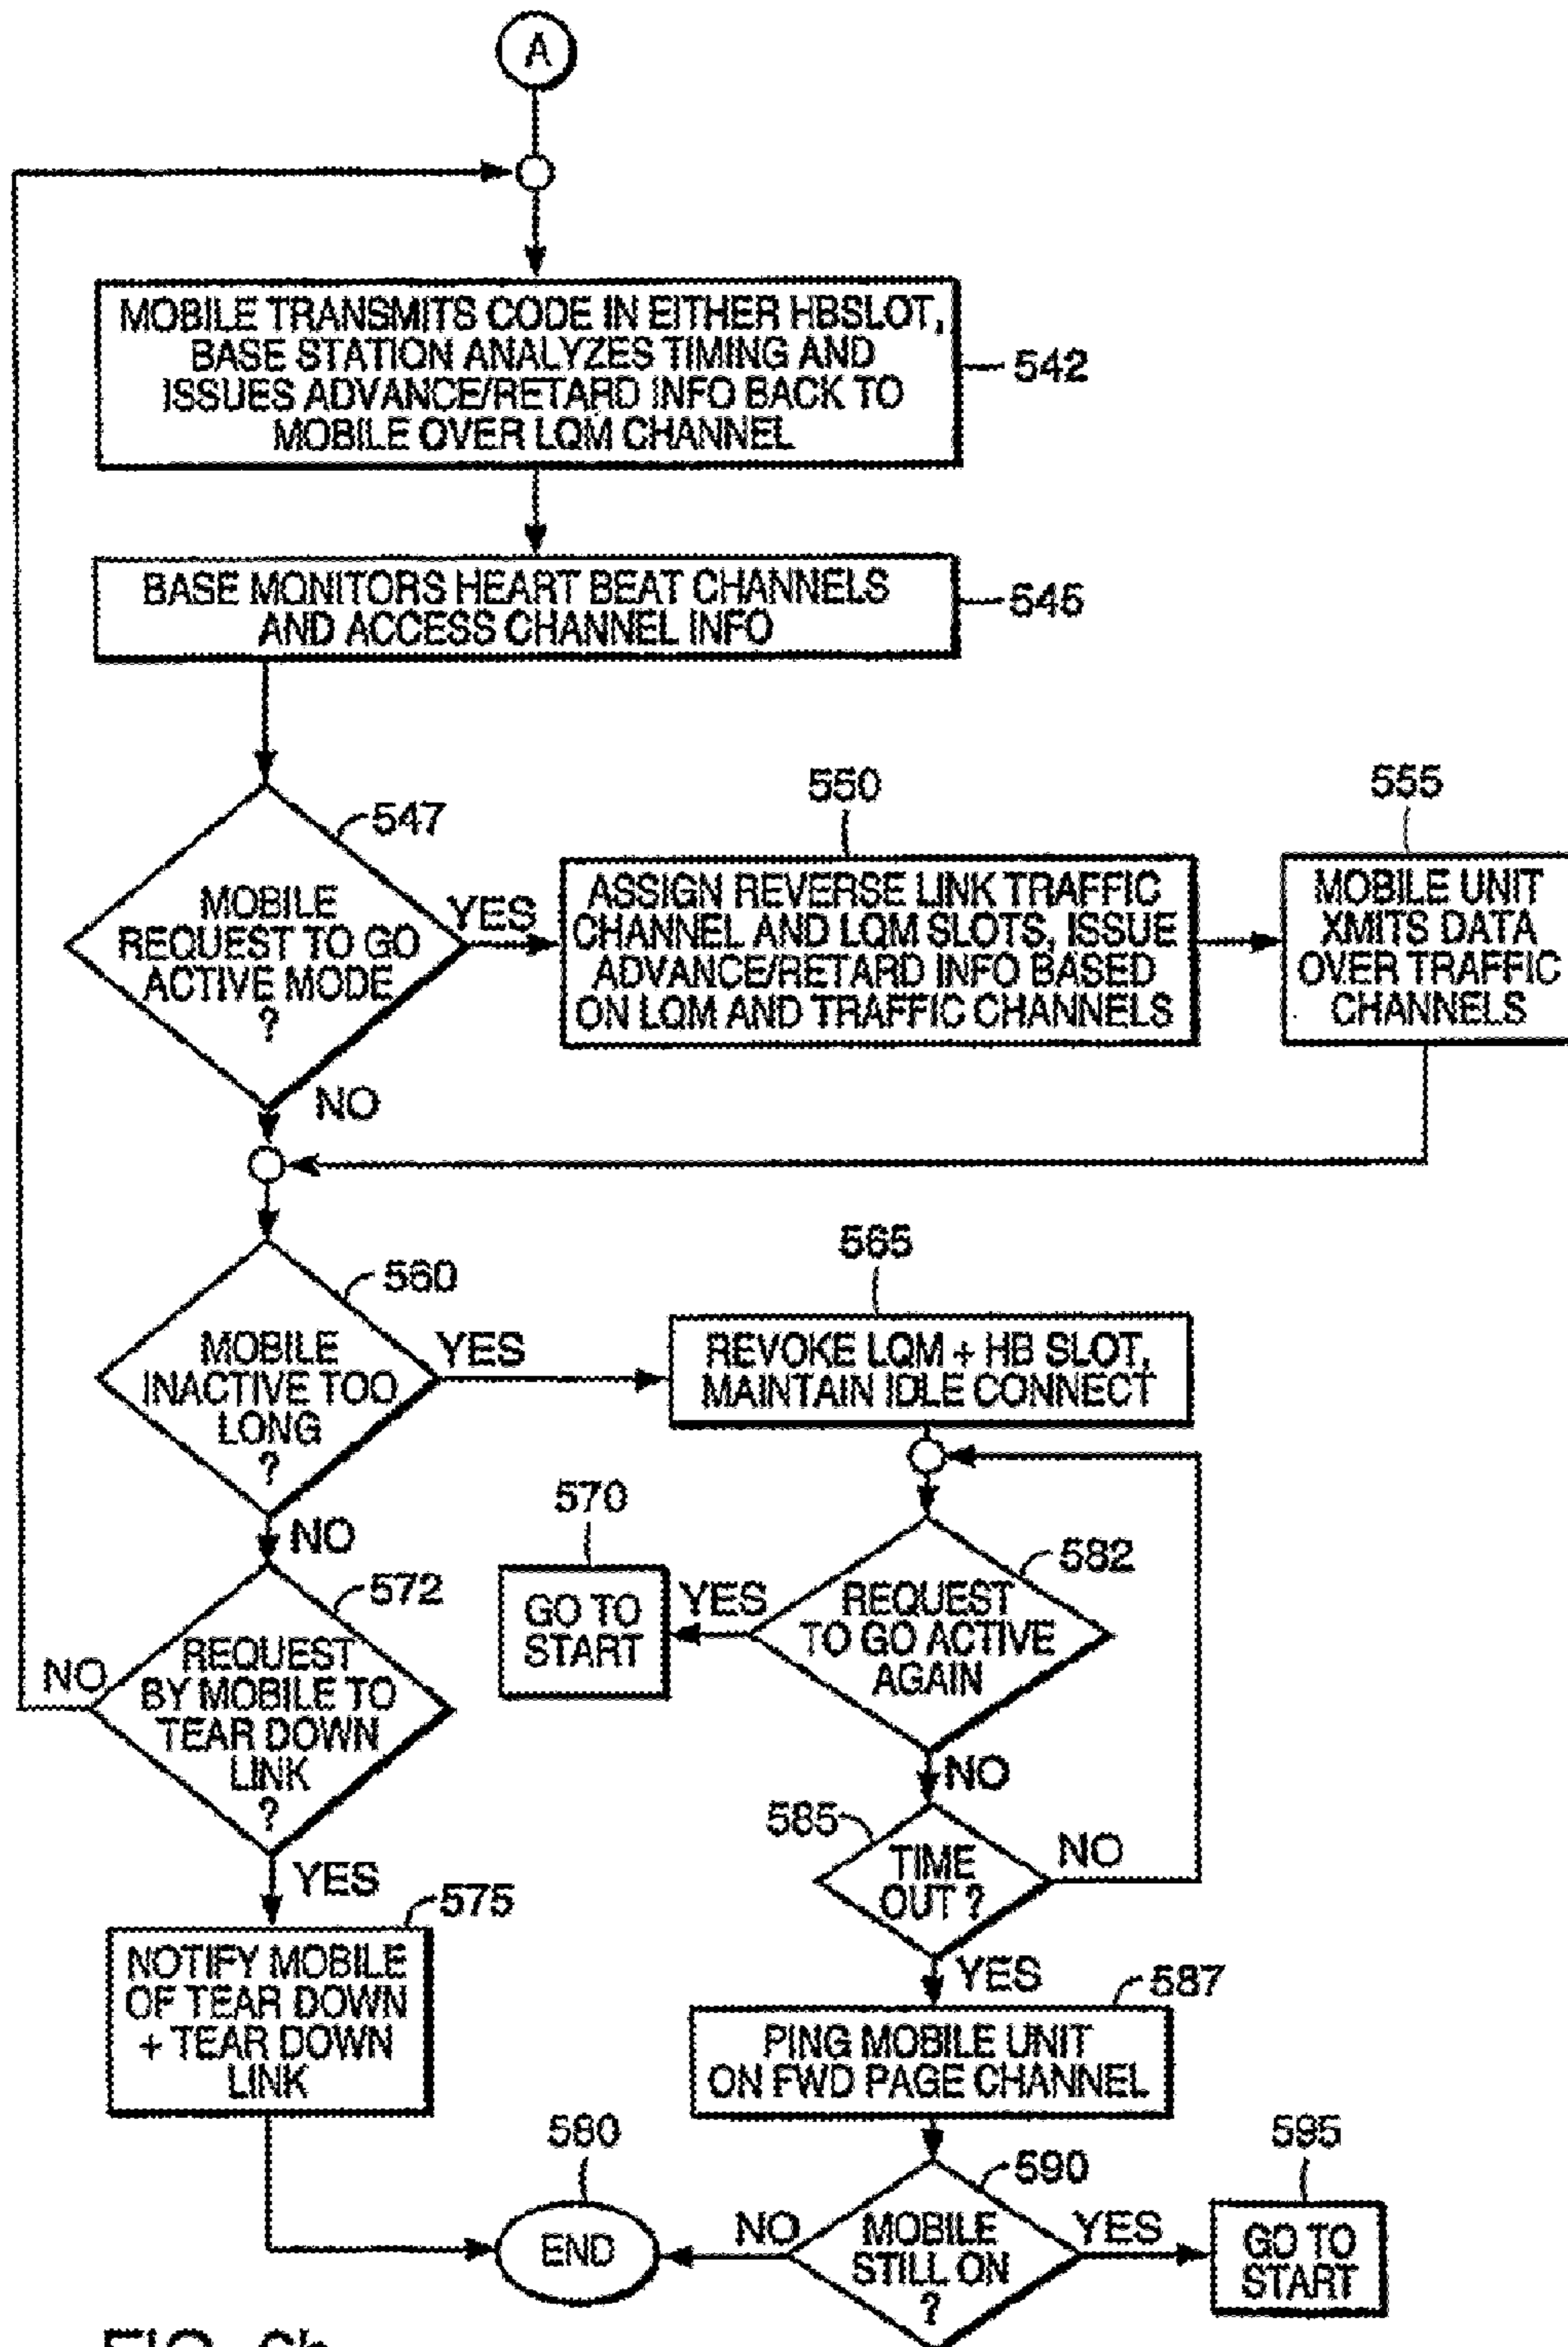 A
MOBILE TRANSMITS CODE IN EITHER HBSLOT,
BASE STATION ANALYZES TIMING AND
ISSUES ADVANCE/RETARD INFO BACK TO
MOBILE OVER LQM CHANNEL
542
BASE MONITORS HEART BEAT CHANNELS
AND ACCESS CHANNEL INFO
545
547
MOBILE
REQUEST TO GO
ACTIVE MODE
?
YES
NO
550
ASSIGN REVERSE LINK TRAFFIC
CHANNEL AND LQM SLOTS, ISSUE
ADVANCE/RETARD INFO BASED
ON LQM AND TRAFFIC CHANNELS
555
MOBILE UNIT
XMITS DATA
OVER TRAFFIC
CHANNELS
560
MOBILE
INACTIVE TOO
LONG
?
YES
NO
565
REVOKE LQM + HB SLOT,
MAINTAIN IDLE CONNECT
570
GO TO
START
YES
582
REQUEST
TO GO ACTIVE
AGAIN
NO
572
REQUEST
BY MOBILE TO
TEAR DOWN
LINK
?
NO
YES
585
TIME
OUT ?
NO
YES
575
NOTIFY MOBILE
OF TEAR DOWN
+ TEAR DOWN
LINK
587
PING MOBILE UNIT
ON FWD PAGE CHANNEL
580
END
NO
590
MOBILE
STILL ON
?
YES
595
GO TO
START